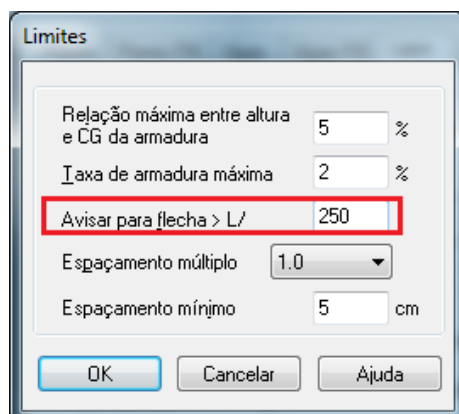 Limites
Relação máxima entre altura
e CG da armadura
5 %
Taxa de armadura máxima 2 %
Avisar para flecha > L/ 250
Espaçamento múltiplo 1.0
Espaçamento mínimo 5 cm
OK Cancelar Ajuda